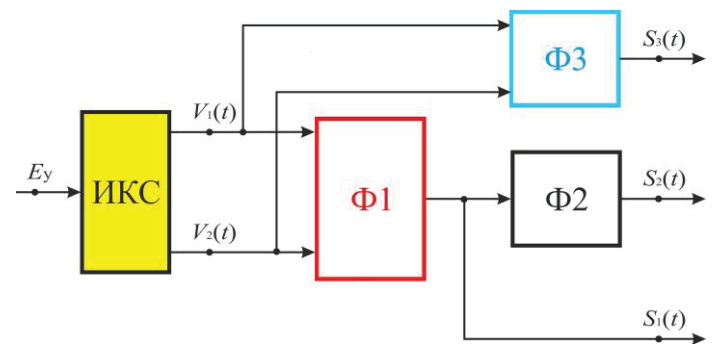 S₃(t)
Ф3
V₁(t)
Eу
ИКС
Ф1
Ф2
S₂(t)
V₂(t)
S₁(t)